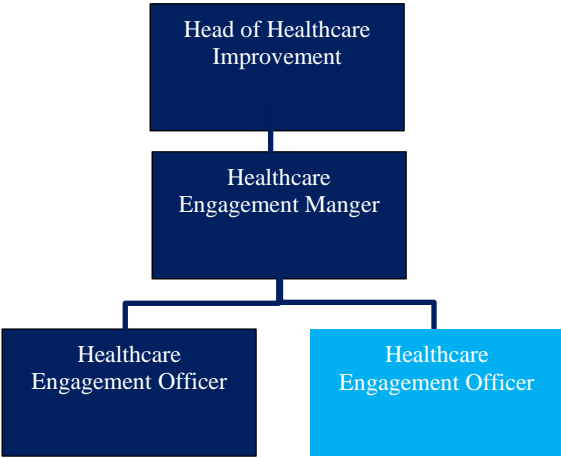 Head of Healthcare
Improvement
Healthcare
Engagement Manger
Healthcare
Engagement Officer
Healthcare
Engagement Officer